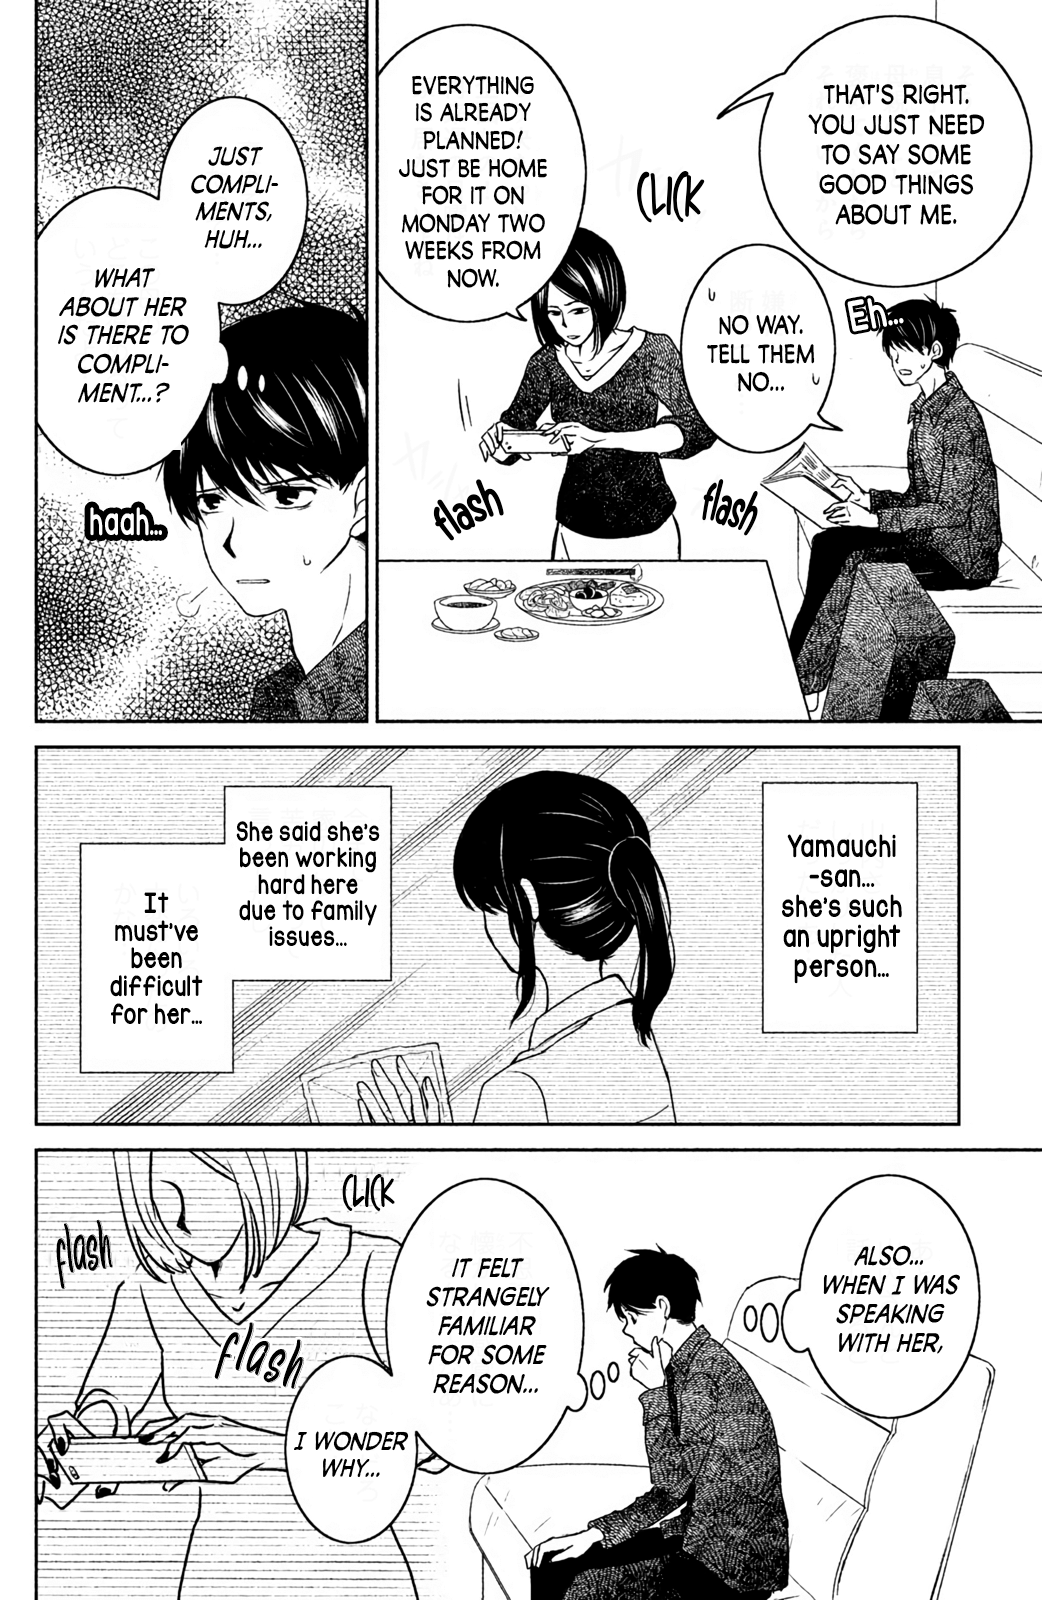 THAT'S RIGHT.
YOU JUST NEED
TO SAY SOME
GOOD THINGS
ABOUT ME.
Eh...
NO WAY.
TELL THEM
NO...
CLICK
EVERYTHING
IS ALREADY
PLANNED!
JUST BE HOME
FOR IT ON
MONDAY TWO
WEEKS FROM
NOW.
flash
flash
JUST
COMPLI-
MENTS,
HUH...
WHAT
ABOUT HER
IS THERE TO
COMPLI-
MENT...?
haah...
Yamauchi
-san...
she's such
an upright
person...
She said she's
been working
hard here
due to family
issues...
It
must've
been
difficult
for her...
ALSO...
WHEN I WAS
SPEAKING
WITH HER,
IT FELT
STRANGELY
FAMILIAR
FOR SOME
REASON...
I WONDER
WHY...
CLICK
flash
flash